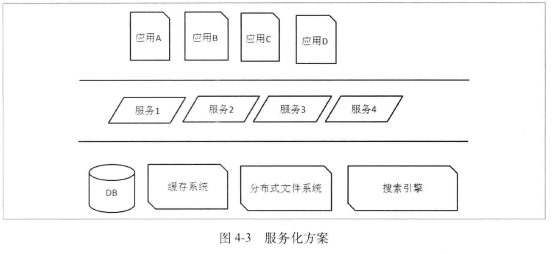 应用A 应用B 应用C 应用D
服务1 服务2 服务3 服务4
DB 缓存系统 分布式文件系统 搜索引擎
图4-3 服务化方案